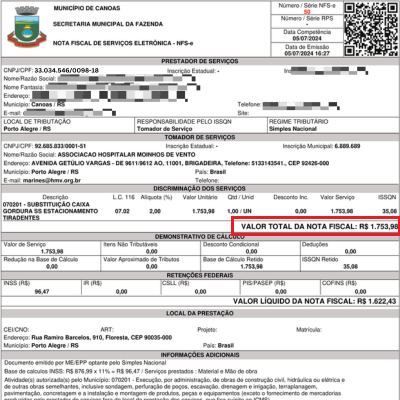 MUNICÍPIO DE CANOAS
SECRETARIA MUNICIPAL DA FAZENDA
NOTA FISCAL DE SERVIÇOS ELETRÔNICA - NFS-e
Número / Série NFS-e
50
Número / Série RPS
-
Data Competência
05/07/2024
Data de Emissão
05/07/2024 16:27
PRESTADOR DE SERVIÇOS
CNPJ/CPF: 33.034.546/0098-18 Inscrição Estadual: - Inscrição
Nome/Razão Social:
Nome Fantasia:
Endereço:
Município: Canoas / RS Telefone:
E-mail: Site:
LOCAL DE TRIBUTAÇÃO RESPONSABILIDADE PELO ISSQN REGIME TRIBUTÁRIO
Porto Alegre / RS Tomador de Serviço Simples Nacional
TOMADOR DE SERVIÇOS
CNPJ/CPF: 92.685.833/0001-51 Inscrição Estadual: - Inscrição Municipal: 6.889.689
Nome/Razão Social: ASSOCIACAO HOSPITALAR MOINHOS DE VENTO
Endereço: AVENIDA GETÚLIO VARGAS - DE 9611/9612 AO, 11001, BRIGADEIRA, Telefone: 5133143541, CEP 92426-000
Município: Porto Alegre / RS País: Brasil
E-mail: marines@hmv.org.br
DISCRIMINAÇÃO DOS SERVIÇOS
Descrição L.C. 116 Alíquota (%) Valor Unitário Qtd / Unid Desconto Inc. Valor Serviço ISSQN
070201 - SUBSTITUIÇÃO CAIXA
GORDURA SS ESTACIONAMENTO 07.02 2,00 1.753,98 1,00 / UN 0,00 1.753,98 35,08
TIRADENTES
VALOR TOTAL DA NOTA FISCAL: R$ 1.753,98
DEMONSTRATIVO DE CÁLCULO
Valor de Serviço Itens Não Tributáveis Desconto Condicional Deduções
1.753,98 0,00 0,00 0,00
Redução na Base de Cálculo Valor Aproximado de Tributos Base de Cálculo Retido ISSQN Retido
0,00 0,00 1.753,98 35,08
RETENÇÕES FEDERAIS
INSS (R$) IR (R$) CSLL (R$) PIS/PASEP (R$) COFINS (R$)
96,47 0,00 0,00 0,00 0,00
VALOR LÍQUIDO DA NOTA FISCAL: R$ 1.622,43
LOCAL DA PRESTAÇÃO
CEI/CNO: ART: Projeto: Matrícula:
Endereço: Rua Ramiro Barcelos, 910, Floresta, CEP 90035-000
Município: Porto Alegre / RS País: Brasil
INFORMAÇÕES ADICIONAIS
Documento emitido por ME/EPP optante pelo Simples Nacional
Base de calculos INSS: R$ 876,99 x 11% = R$ 96,47 / Serviços Prestados : Material e Mão de obra
Atividade(s) autorizada(s) pelo Município: 070201 - Execução, por administração, de obras de construção civil, hidráulica ou elétrica e
de outras obras semelhantes, inclusive sondagem, perfuração de poços, escavação, drenagem e irrigação, terraplanagem,
pavimentação, concretagem e a instalação e montagem de produtos, peças e equipamentos (exceto o fornecimento de mercadorias